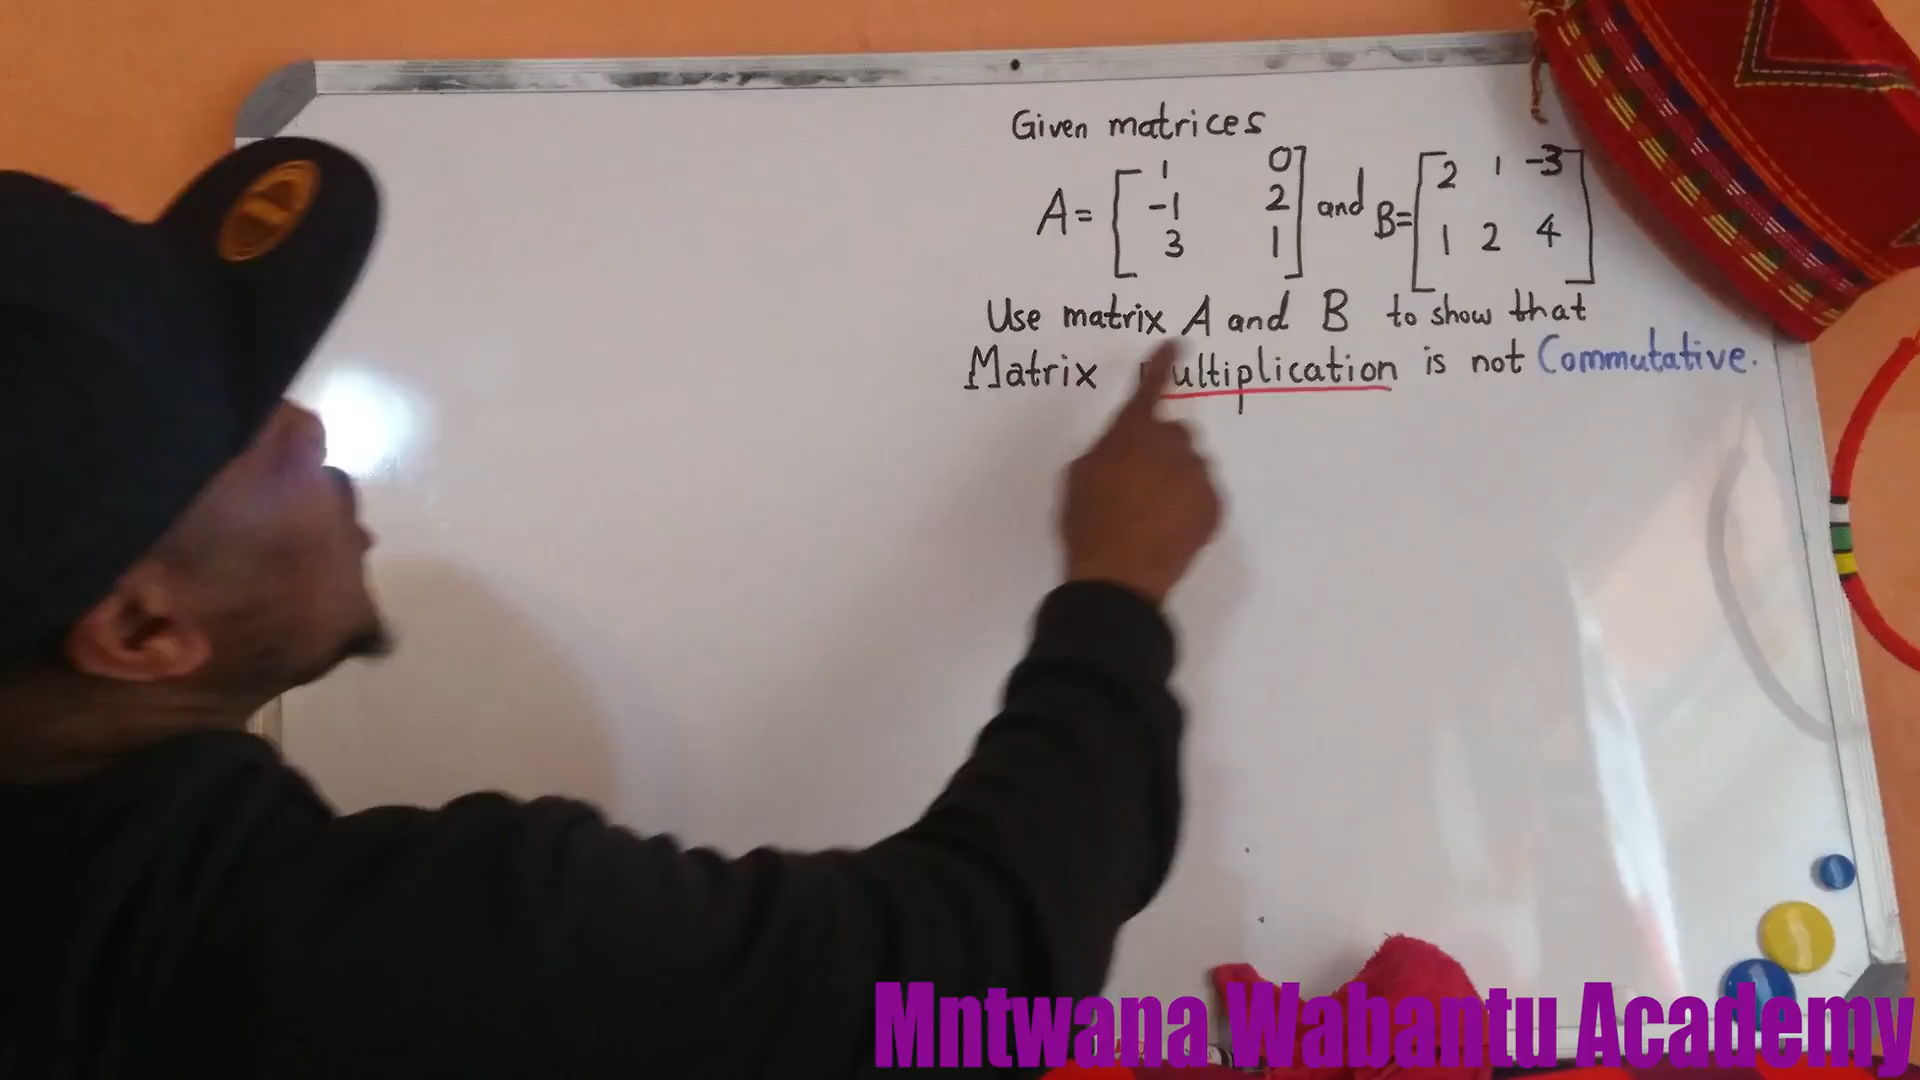 Given matrices
A = [ 1 0
-1 2
3 1 ] and B = [ 2 1 -3
1 2 4 ]
Use matrix A and B to show that
Matrix multiplication is not Commutative.
Mntwana Wabantu Academy